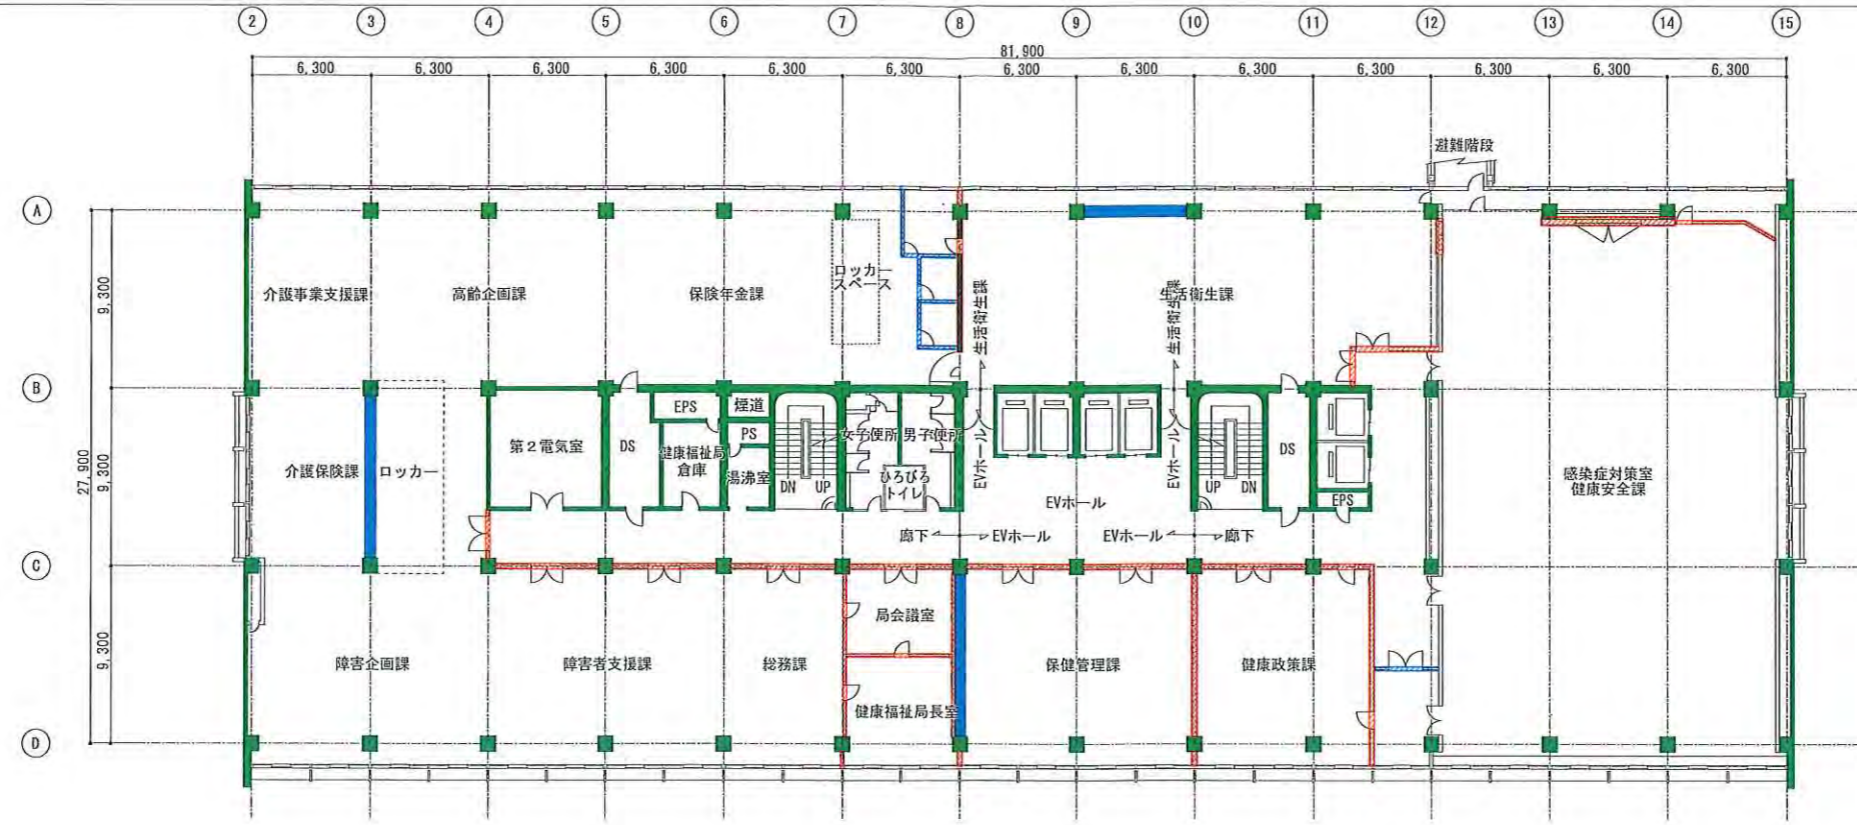 2 3 4 5 6 7 8 9 10 11 12 13 14 15
81,900
6,300 6,300 6,300 6,300 6,300 6,300 6,300 6,300 6,300 6,300 6,300 6,300 6,300
避難階段
A
介護事業支援課 高齢企画課 保険年金課
ロッカー
スペース
生活衛生課
生活衛生課
生活衛生課
9,300
B
EPS 煙道
PS
第2電気室 DS
健康福祉局
倉庫
湯沸室
DN UP
女子便所 男子便所
ひろびろ
トイレ
EVホール
EVホール
UP DN
DS
EPS
介護保険課 ロッカー
感染症対策室
健康安全課
27,900
9,300
EVホール
廊下 EVホール EVホール 廊下
C
局会議室
9,300
障害企画課 障害者支援課 総務課 保健管理課 健康政策課
健康福祉局長室
D